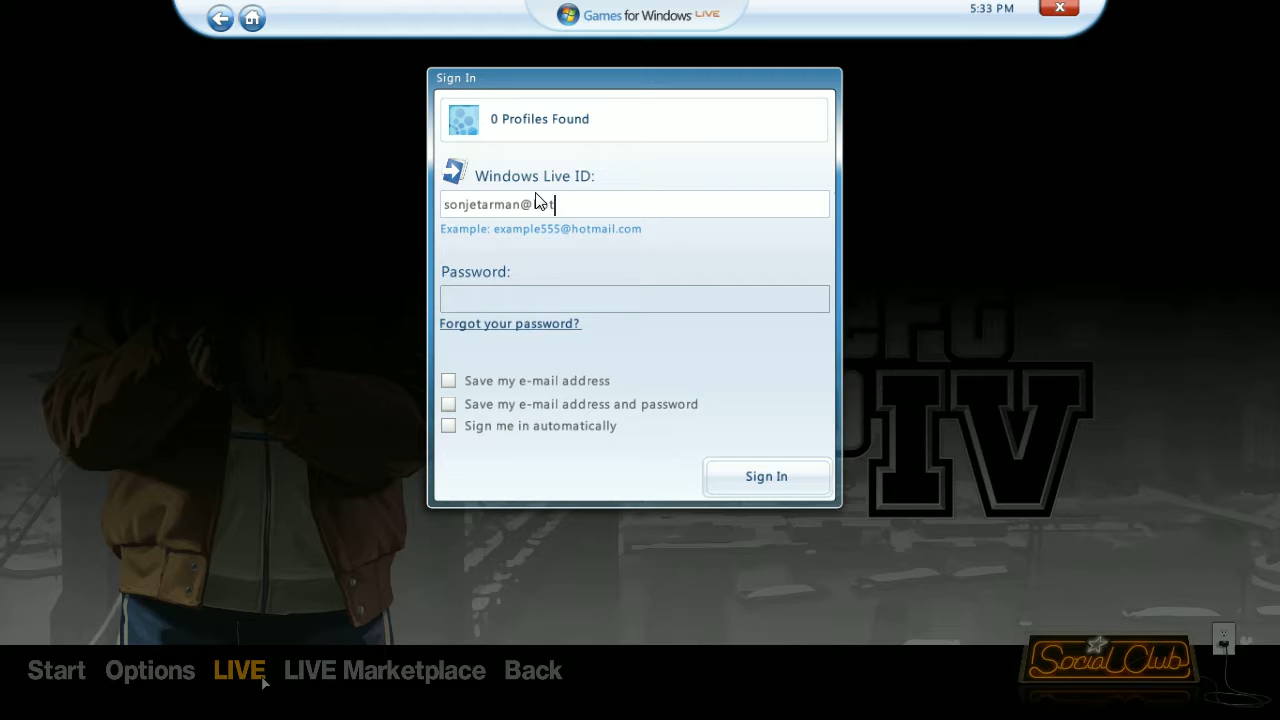 Games for Windows LIVE
5:33 PM
Sign In
0 Profiles Found
Windows Live ID:
Example: example555@hotmail.com
Password:
Forgot your password?
Save my e-mail address
Save my e-mail address and password
Sign me in automatically
Sign In
IV
Start Options LIVE LIVE Marketplace Back
Social Club